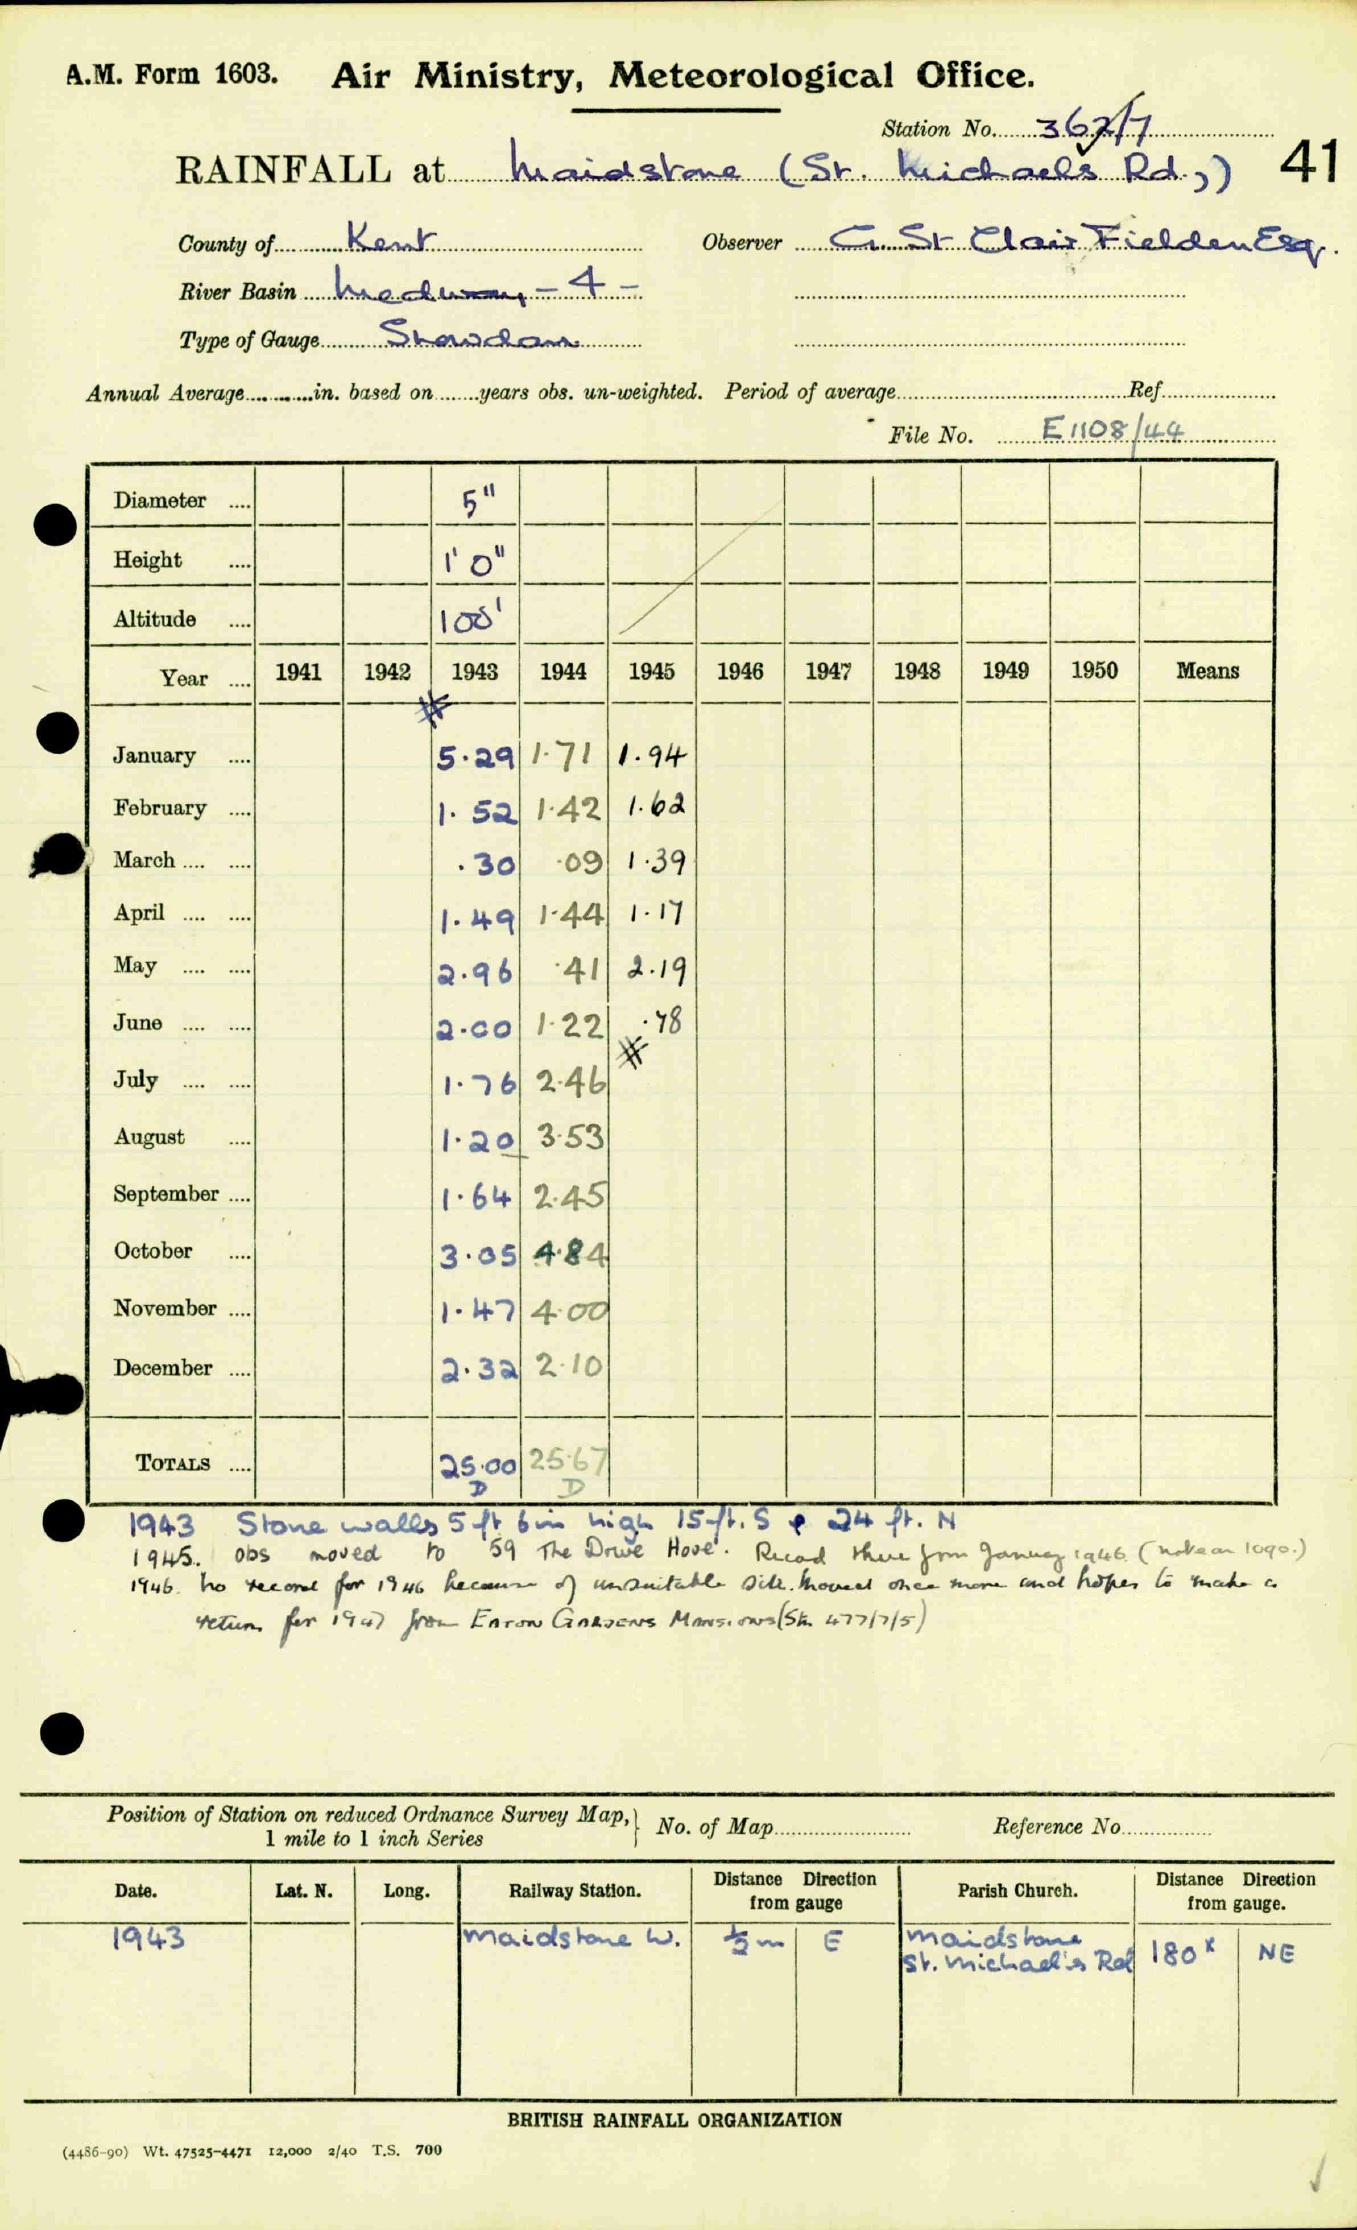 A.M. Form 1603. Air Ministry, Meteorological Office.
Station No. 362/7
RAINFALL at Maidstone (St. Michael's Rd.,) 41
County of Kent Observer G. St Clair Fielden Esq.
River Basin Medway - 4 -
Type of Gauge Snowdon
Annual Average in. based on years obs. un-weighted. Period of average Ref
File No. E1108/44
Diameter 5"
Height 1' 0"
Altitude 100'
Year 1941 1942 1943 1944 1945 1946 1947 1948 1949 1950 Means
January 5.29 1.71 1.94
February 1.52 1.42 1.62
March .30 .09 1.39
April 1.49 1.44 1.17
May 2.96 .41 2.19
June 2.00 1.22 .78
July 1.76 2.46
August 1.20 3.53
September 1.64 2.45
October 3.05 4.84
November 1.47 4.00
December 2.32 2.10
TOTALS 25.00 25.67
D D
1943 Stone walls 5 ft 6 in high 15 ft. S & 24 ft. N
1945. obs moved to 59 The Drive Hove. Record there from January 1946
1946. No record for 1946 because of unsuitable site. Moved once more and hopes to make a
return for 1947 from EATON GARDENS MANSIONS (Stn 477/7/5)
Position of Station on reduced Ordnance Survey Map, } No. of Map Reference No
1 mile to 1 inch Series
Date. Lat. N. Long. Railway Station. Distance Direction from gauge Parish Church. Distance Direction from gauge.
1943 Maidstone W. ½ m E Maidstone St. Michael's Rd 180x NE
BRITISH RAINFALL ORGANIZATION
(4486-90) Wt. 47525-4471 12,000 2/40 T.S. 700